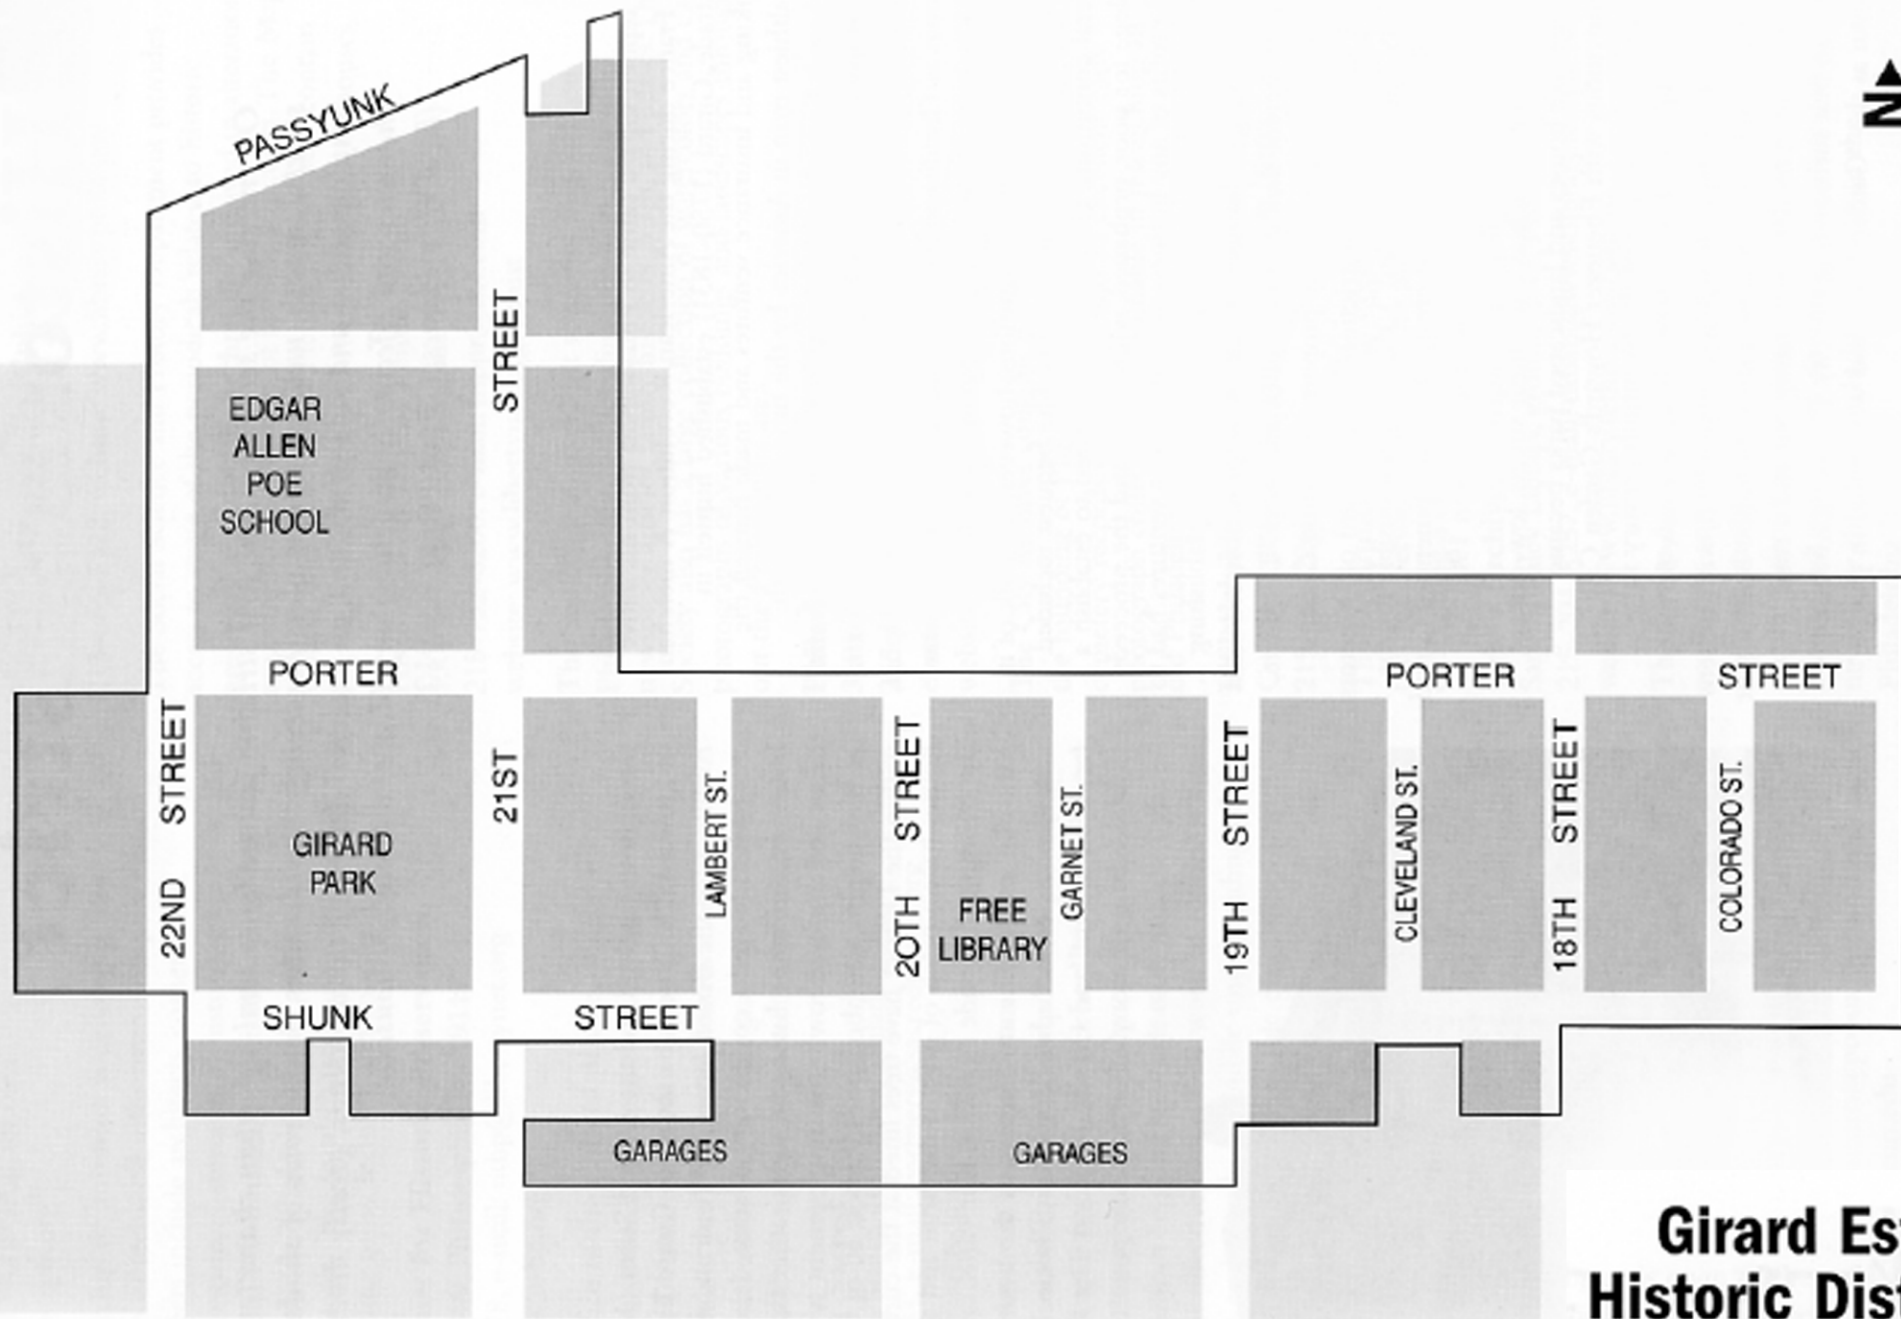 PASSYUNK
N
STREET
EDGAR
ALLEN
POE
SCHOOL
PORTER
PORTER
STREET
22ND STREET
21ST
LAMBERT ST.
20TH STREET
GARNET ST.
19TH STREET
CLEVELAND ST.
18TH STREET
COLORADO ST.
GIRARD
PARK
FREE
LIBRARY
SHUNK
STREET
GARAGES
GARAGES
Girard Es
Historic Dis